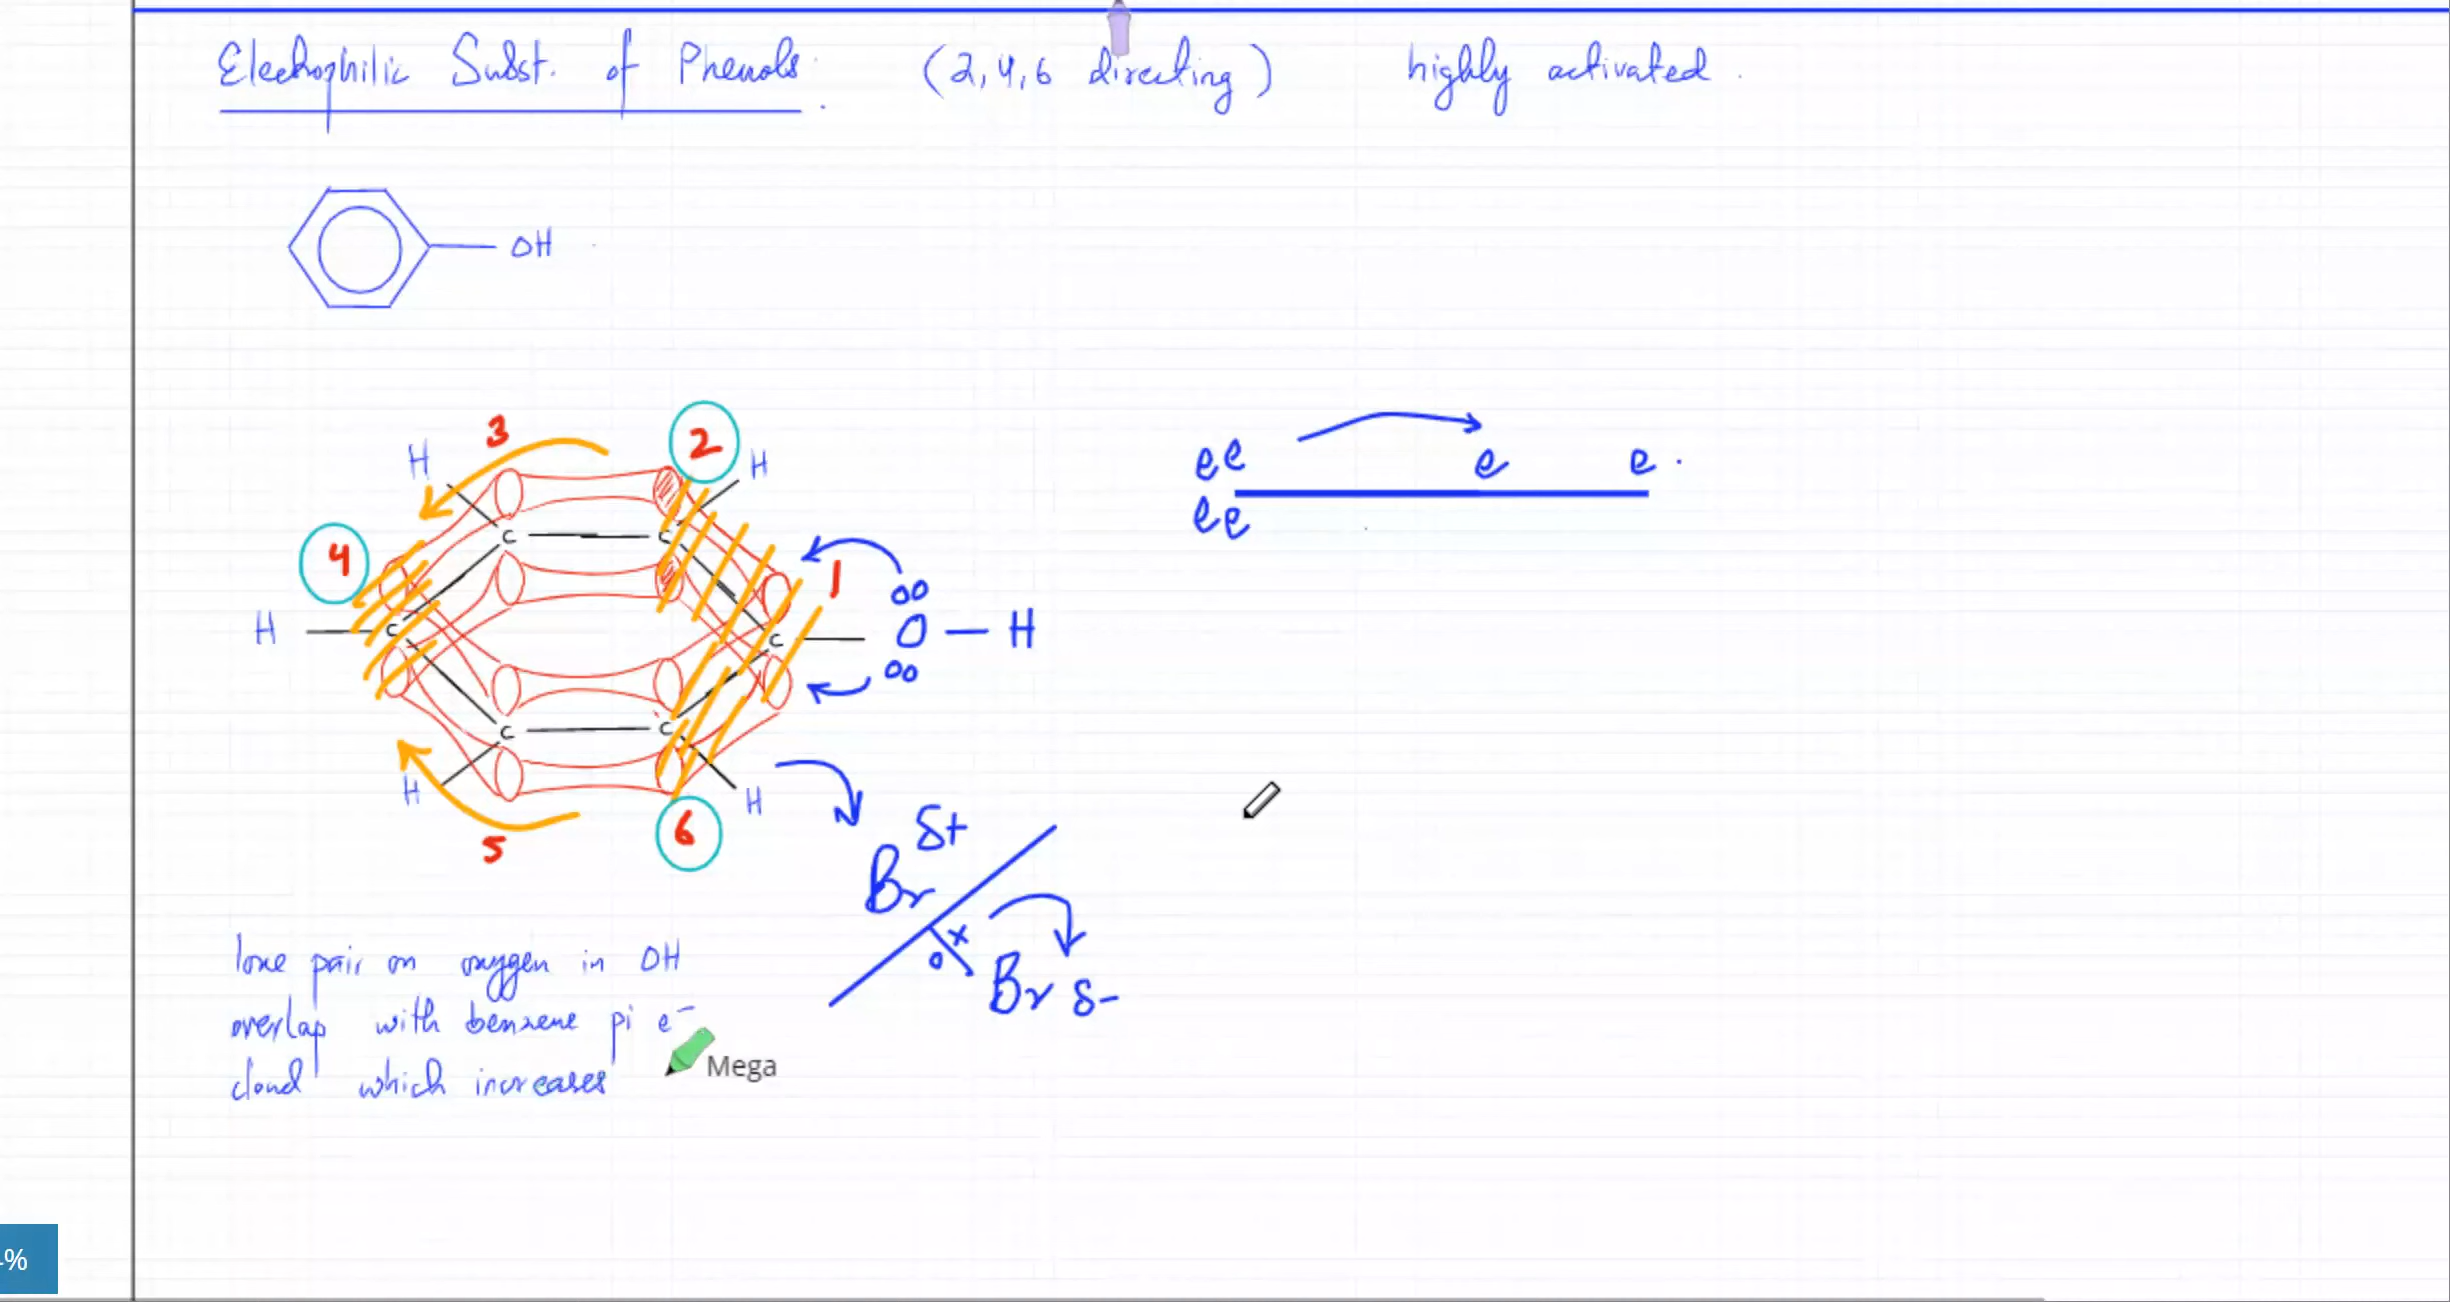 Electrophilic Subst. of Phenols. (2,4,6 directing) highly activated.
OH
3 2
H H
ee e e.
ee
4 1
C C
H C C O — H
C C
H H
5 6
Br δ+
x
o
Br δ-
lone pair on oxygen in OH
overlap with benzene pi e⁻
cloud which increases
Mega
-%